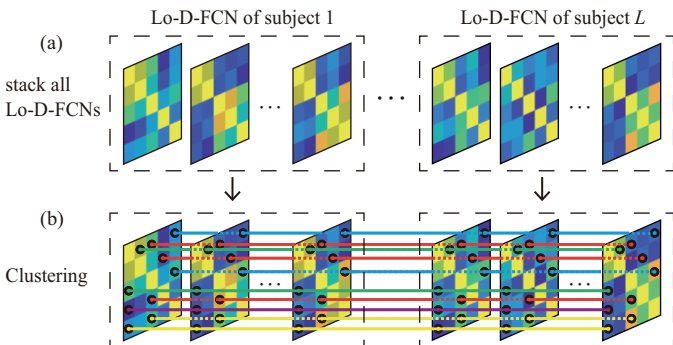 Lo-D-FCN of subject 1
Lo-D-FCN of subject L
(a)
stack all
Lo-D-FCNs
...
...
...
(b)
Clustering
...
...